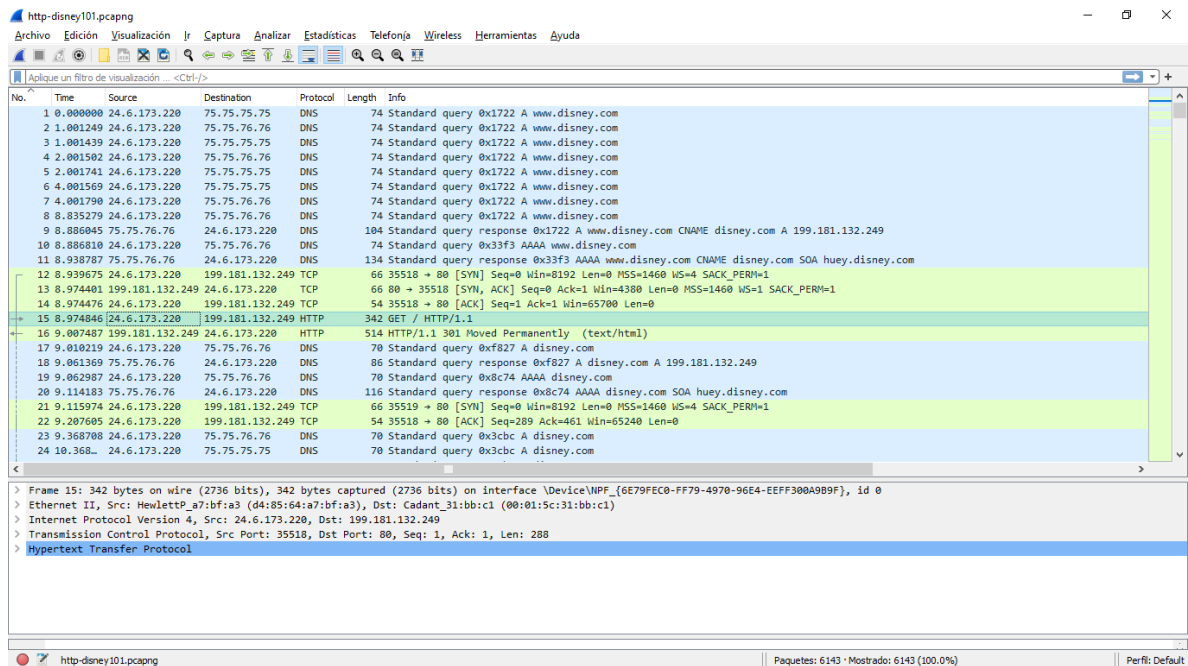 http-disney101.pcapng
Archivo Edición Visualización Ir Captura Analizar Estadísticas Telefonía Wireless Herramientas Ayuda
Aplique un filtro de visualización ... <Ctrl-/>
No. Time Source Destination Protocol Length Info
1 0.000000 24.6.173.220 75.75.75.75 DNS 74 Standard query 0x1722 A www.disney.com
2 1.001249 24.6.173.220 75.75.76.76 DNS 74 Standard query 0x1722 A www.disney.com
3 1.001439 24.6.173.220 75.75.75.75 DNS 74 Standard query 0x1722 A www.disney.com
4 2.001502 24.6.173.220 75.75.76.76 DNS 74 Standard query 0x1722 A www.disney.com
5 2.001741 24.6.173.220 75.75.75.75 DNS 74 Standard query 0x1722 A www.disney.com
6 4.001569 24.6.173.220 75.75.75.75 DNS 74 Standard query 0x1722 A www.disney.com
7 4.001790 24.6.173.220 75.75.76.76 DNS 74 Standard query 0x1722 A www.disney.com
8 8.835279 24.6.173.220 75.75.76.76 DNS 74 Standard query 0x1722 A www.disney.com
9 8.886045 75.75.76.76 24.6.173.220 DNS 104 Standard query response 0x1722 A www.disney.com CNAME disney.com A 199.181.132.249
10 8.886810 24.6.173.220 75.75.76.76 DNS 74 Standard query 0x33f3 AAAA www.disney.com
11 8.938787 75.75.76.76 24.6.173.220 DNS 134 Standard query response 0x33f3 AAAA www.disney.com CNAME disney.com SOA huey.disney.com
12 8.939675 24.6.173.220 199.181.132.249 TCP 66 35518 → 80 [SYN] Seq=0 Win=8192 Len=0 MSS=1460 WS=4 SACK_PERM=1
13 8.974401 199.181.132.249 24.6.173.220 TCP 66 80 → 35518 [SYN, ACK] Seq=0 Ack=1 Win=4380 Len=0 MSS=1460 WS=1 SACK_PERM=1
14 8.974476 24.6.173.220 199.181.132.249 TCP 54 35518 → 80 [ACK] Seq=1 Ack=1 Win=65700 Len=0
15 8.974846 24.6.173.220 199.181.132.249 HTTP 342 GET / HTTP/1.1
16 9.007487 199.181.132.249 24.6.173.220 HTTP 514 HTTP/1.1 301 Moved Permanently (text/html)
17 9.010219 24.6.173.220 75.75.76.76 DNS 70 Standard query 0xf827 A disney.com
18 9.061369 75.75.76.76 24.6.173.220 DNS 86 Standard query response 0xf827 A disney.com A 199.181.132.249
19 9.062987 24.6.173.220 75.75.76.76 DNS 70 Standard query 0x8c74 AAAA disney.com
20 9.114183 75.75.76.76 24.6.173.220 DNS 116 Standard query response 0x8c74 AAAA disney.com SOA huey.disney.com
21 9.115974 24.6.173.220 199.181.132.249 TCP 66 35519 → 80 [SYN] Seq=0 Win=8192 Len=0 MSS=1460 WS=4 SACK_PERM=1
22 9.207605 24.6.173.220 199.181.132.249 TCP 54 35518 → 80 [ACK] Seq=289 Ack=461 Win=65240 Len=0
23 9.368708 24.6.173.220 75.75.76.76 DNS 70 Standard query 0x3cbc A disney.com
24 10.368… 24.6.173.220 75.75.75.75 DNS 70 Standard query 0x3cbc A disney.com
Frame 15: 342 bytes on wire (2736 bits), 342 bytes captured (2736 bits) on interface \Device\NPF_{6E79FEC0-FF79-4970-96E4-EEFF300A9B9F}, id 0
Ethernet II, Src: HewlettP_a7:bf:a3 (d4:85:64:a7:bf:a3), Dst: Cadant_31:bb:c1 (00:01:5c:31:bb:c1)
Internet Protocol Version 4, Src: 24.6.173.220, Dst: 199.181.132.249
Transmission Control Protocol, Src Port: 35518, Dst Port: 80, Seq: 1, Ack: 1, Len: 288
Hypertext Transfer Protocol
http-disney101.pcapng Paquetes: 6143 · Mostrado: 6143 (100.0%) Perfil: Default